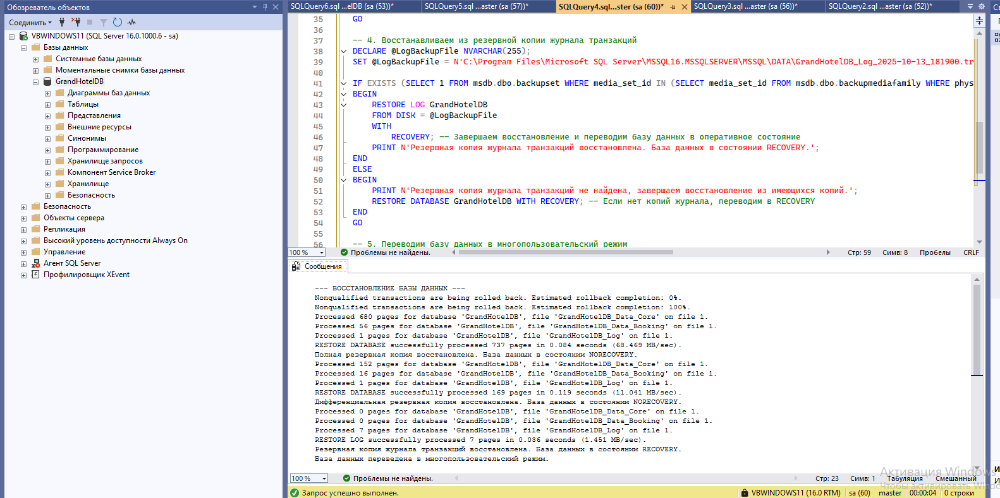 Обозреватель объектов
Соединить
VBWINDOWS11 (SQL Server 16.0.1000.6 - sa)
Базы данных
Системные базы данных
Моментальные снимки базы данных
GrandHotelDB
Диаграммы баз данных
Таблицы
Представления
Внешние ресурсы
Синонимы
Программирование
Хранилище запросов
Компонент Service Broker
Хранилище
Безопасность
Безопасность
Объекты сервера
Репликация
Высокий уровень доступности Always On
Управление
Агент SQL Server
Профилировщик XEvent
SQLQuery6.sql ...elDB (sa (53))* SQLQuery5.sql ...aster (sa (57))* SQLQuery4.sql...ster (sa (60))* SQLQuery3.sql ...aster (sa (56))* SQLQuery2.sql ...aster (sa (52))*
35 GO
36
37 -- 4. Восстанавливаем из резервной копии журнала транзакций
38 DECLARE @LogBackupFile NVARCHAR(255);
39 SET @LogBackupFile = N'C:\Program Files\Microsoft SQL Server\MSSQL16.MSSQLSERVER\MSSQL\DATA\GrandHotelDB_Log_2025-10-13_181900.tr
40
41 IF EXISTS (SELECT 1 FROM msdb.dbo.backupset WHERE media_set_id IN (SELECT media_set_id FROM msdb.dbo.backupmediafamily WHERE phys
42 BEGIN
43 RESTORE LOG GrandHotelDB
44 FROM DISK = @LogBackupFile
45 WITH
46 RECOVERY; -- Завершаем восстановление и переводим базу данных в оперативное состояние
47 PRINT N'Резервная копия журнала транзакций восстановлена. База данных в состоянии RECOVERY.';
48 END
49 ELSE
50 BEGIN
51 PRINT N'Резервная копия журнала транзакций не найдена, завершаем восстановление из имеющихся копий.';
52 RESTORE DATABASE GrandHotelDB WITH RECOVERY; -- Если нет копий журнала, переводим в RECOVERY
53 END
54 GO
55
56 -- 5. Переводим базу данных в многопользовательский режим
100 % Проблемы не найдены. Стр: 59 Симв: 8 Пробелы CRLF
Сообщения
--- ВОССТАНОВЛЕНИЕ БАЗЫ ДАННЫХ ---
Nonqualified transactions are being rolled back. Estimated rollback completion: 0%.
Nonqualified transactions are being rolled back. Estimated rollback completion: 100%.
Processed 680 pages for database 'GrandHotelDB', file 'GrandHotelDB_Data_Core' on file 1.
Processed 56 pages for database 'GrandHotelDB', file 'GrandHotelDB_Data_Booking' on file 1.
Processed 1 pages for database 'GrandHotelDB', file 'GrandHotelDB_Log' on file 1.
RESTORE DATABASE successfully processed 737 pages in 0.084 seconds (68.469 MB/sec).
Полная резервная копия восстановлена. База данных в состоянии NORECOVERY.
Processed 152 pages for database 'GrandHotelDB', file 'GrandHotelDB_Data_Core' on file 1.
Processed 16 pages for database 'GrandHotelDB', file 'GrandHotelDB_Data_Booking' on file 1.
Processed 1 pages for database 'GrandHotelDB', file 'GrandHotelDB_Log' on file 1.
RESTORE DATABASE successfully processed 169 pages in 0.119 seconds (11.041 MB/sec).
Дифференциальная резервная копия восстановлена. База данных в состоянии NORECOVERY.
Processed 0 pages for database 'GrandHotelDB', file 'GrandHotelDB_Data_Core' on file 1.
Processed 0 pages for database 'GrandHotelDB', file 'GrandHotelDB_Data_Booking' on file 1.
Processed 7 pages for database 'GrandHotelDB', file 'GrandHotelDB_Log' on file 1.
RESTORE LOG successfully processed 7 pages in 0.036 seconds (1.451 MB/sec).
Резервная копия журнала транзакций восстановлена. База данных в состоянии RECOVERY.
База данных переведена в многопользовательский режим.
100 % Проблемы не найдены. Стр: 23 Симв: 1 Табуляция Смешанный
Активация Windows
Чтобы активировать Windo
Запрос успешно выполнен. VBWINDOWS11 (16.0 RTM) sa (60) master 00:00:04 0 строки